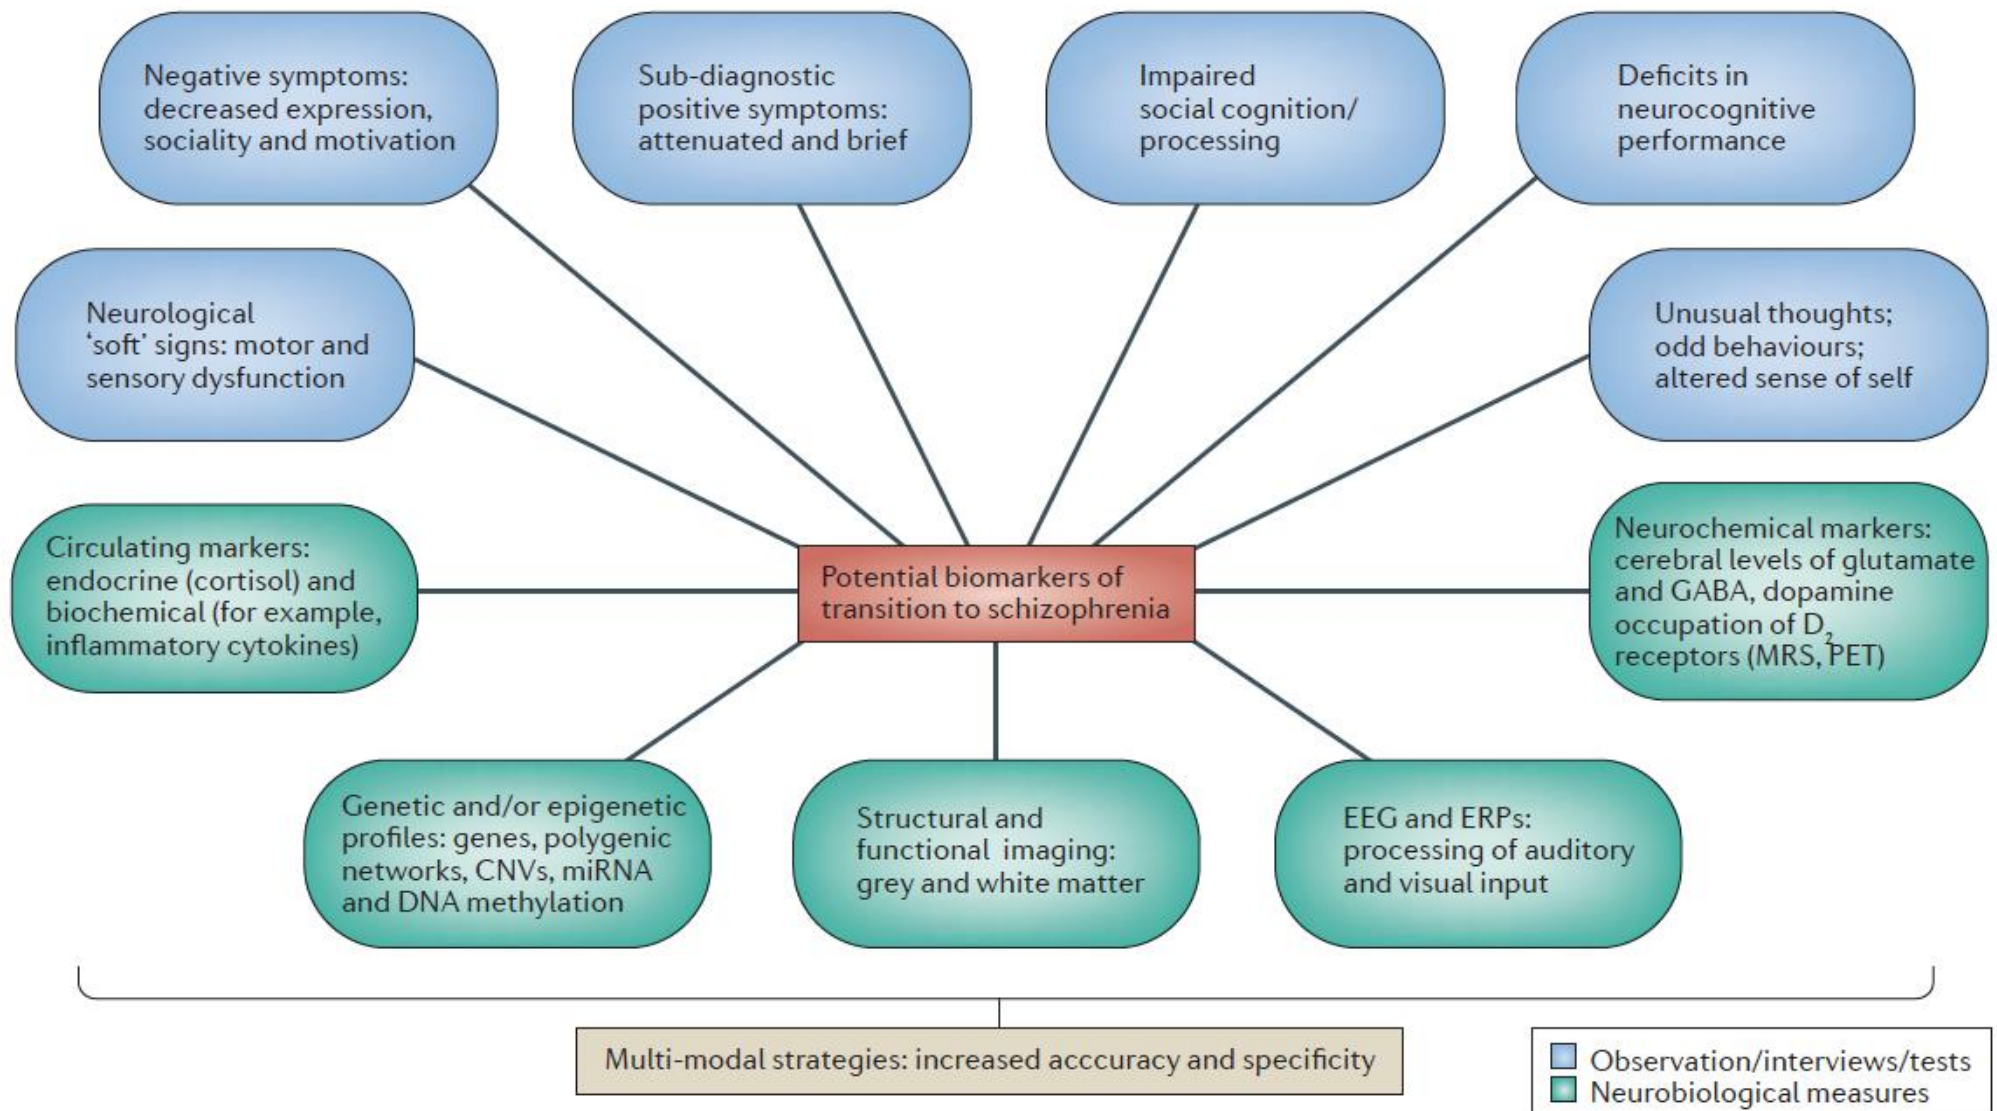 Negative symptoms:
decreased expression,
sociality and motivation
Sub-diagnostic
positive symptoms:
attenuated and brief
Impaired
social cognition/
processing
Deficits in
neurocognitive
performance
Neurological
‘soft’ signs: motor and
sensory dysfunction
Unusual thoughts;
odd behaviours;
altered sense of self
Circulating markers:
endocrine (cortisol) and
biochemical (for example,
inflammatory cytokines)
Potential biomarkers of
transition to schizophrenia
Neurochemical markers:
cerebral levels of glutamate
and GABA, dopamine
occupation of D₂
receptors (MRS, PET)
Genetic and/or epigenetic
profiles: genes, polygenic
networks, CNVs, miRNA
and DNA methylation
Structural and
functional imaging:
grey and white matter
EEG and ERPs:
processing of auditory
and visual input
Multi-modal strategies: increased acccuracy and specificity
Observation/interviews/tests
Neurobiological measures